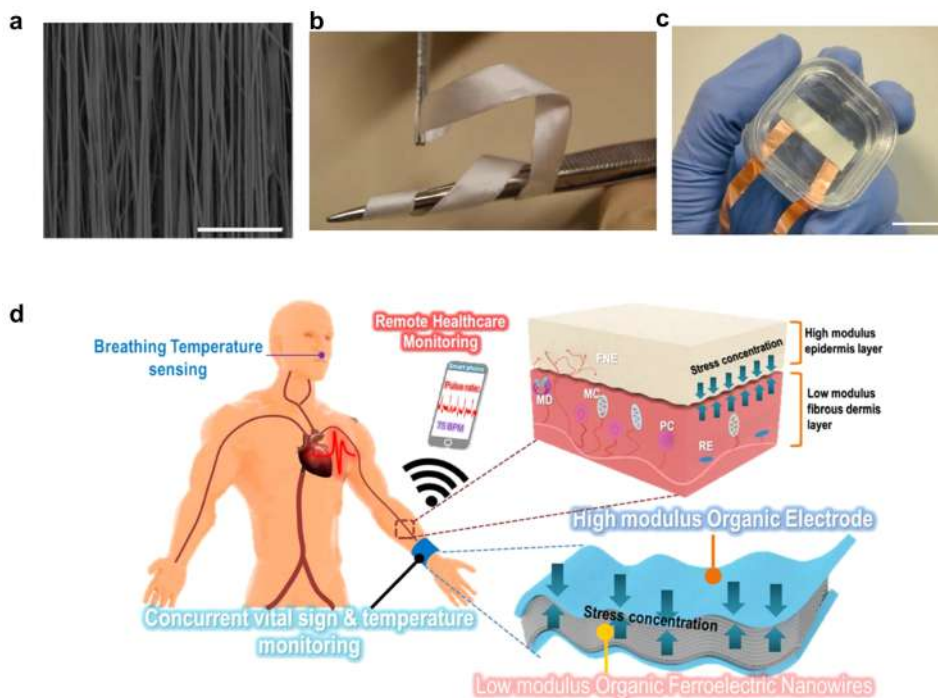 a
b
c
d
Breathing Temperature
sensing
Remote Healthcare
Monitoring
Smart phone
Pulse rate:
75 BPM
FNE
MD
MC
PC
RE
Stress concentration
High modulus
epidermis layer
Low modulus
fibrous dermis
layer
Concurrent vital sign & temperature
monitoring
High modulus Organic Electrode
Stress concentration
Low modulus Organic Ferroelectric Nanowires